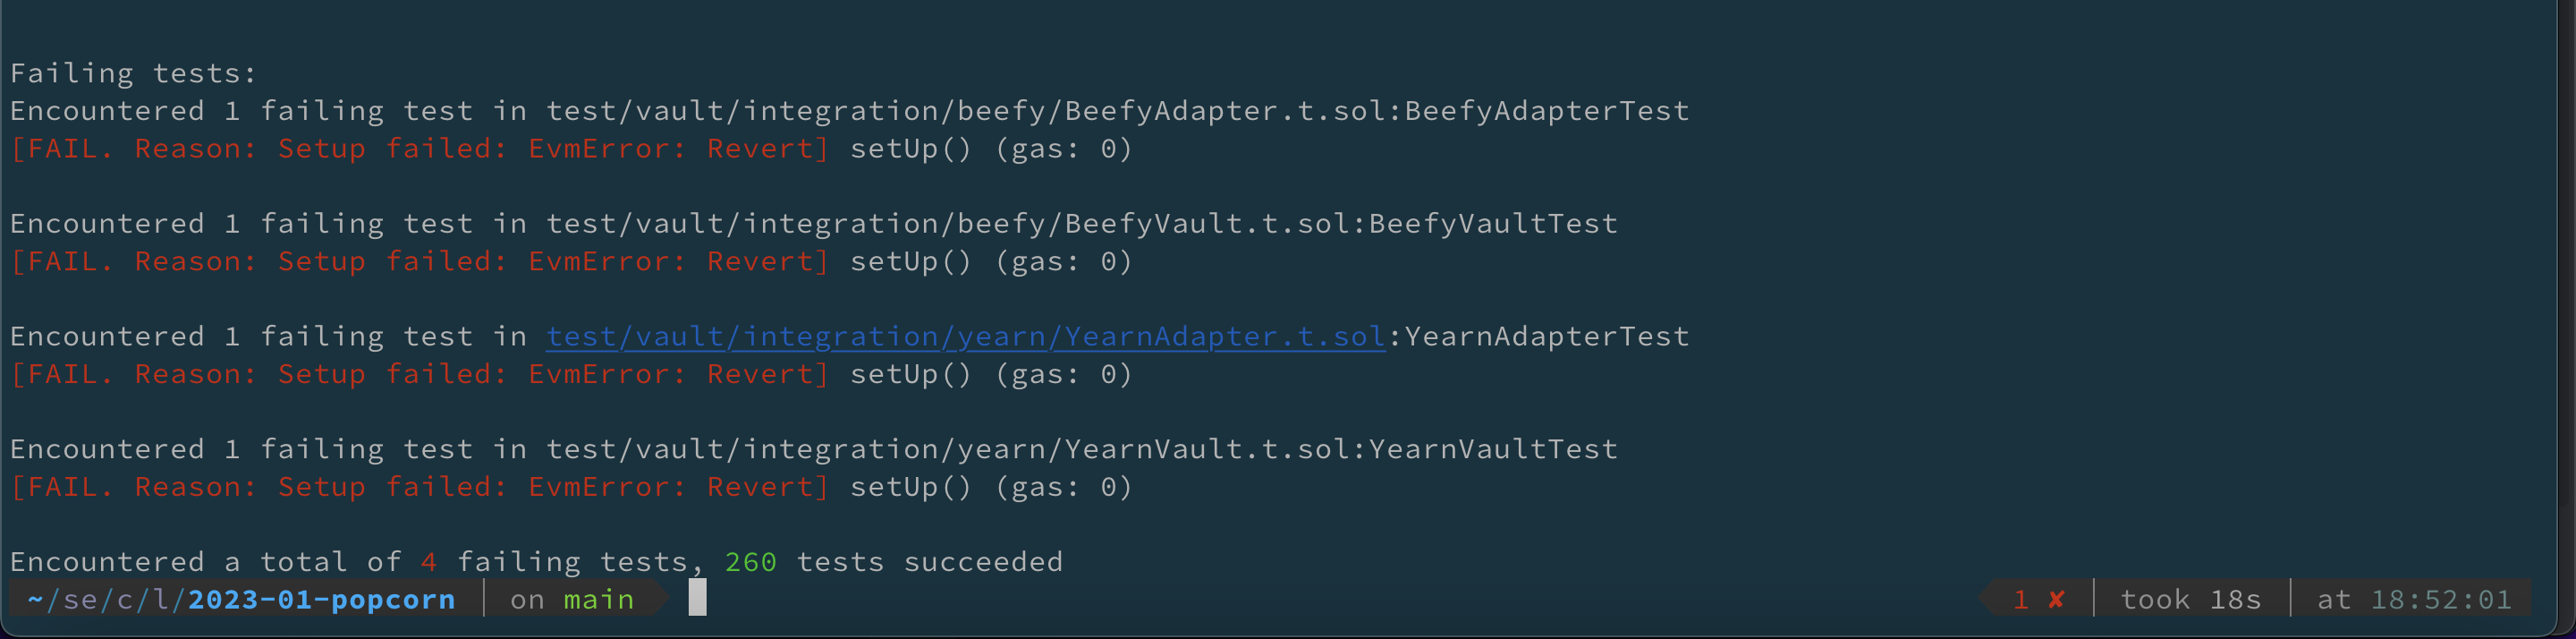 Failing tests:
Encountered 1 failing test in test/vault/integration/beefy/BeefyAdapter.t.sol:BeefyAdapterTest
[FAIL. Reason: Setup failed: EvmError: Revert] setUp() (gas: 0)
Encountered 1 failing test in test/vault/integration/beefy/BeefyVault.t.sol:BeefyVaultTest
[FAIL. Reason: Setup failed: EvmError: Revert] setUp() (gas: 0)
Encountered 1 failing test in test/vault/integration/yearn/YearnAdapter.t.sol:YearnAdapterTest
[FAIL. Reason: Setup failed: EvmError: Revert] setUp() (gas: 0)
Encountered 1 failing test in test/vault/integration/yearn/YearnVault.t.sol:YearnVaultTest
[FAIL. Reason: Setup failed: EvmError: Revert] setUp() (gas: 0)
Encountered a total of 4 failing tests, 260 tests succeeded
~/se/c/l/2023-01-popcorn | on main 1 ✘ | took 18s | at 18:52:01